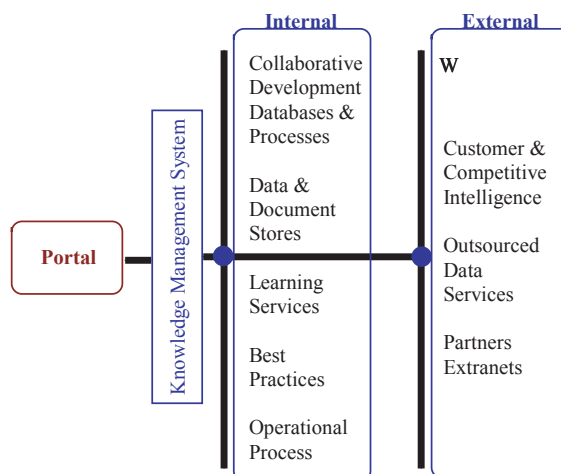 Internal
External
Collaborative
Development
Databases &
Processes
Data &
Document
Stores
Learning
Services
Best
Practices
Operational
Process
W
Customer &
Competitive
Intelligence
Outsourced
Data
Services
Partners
Extranets
Knowledge Management System
Portal